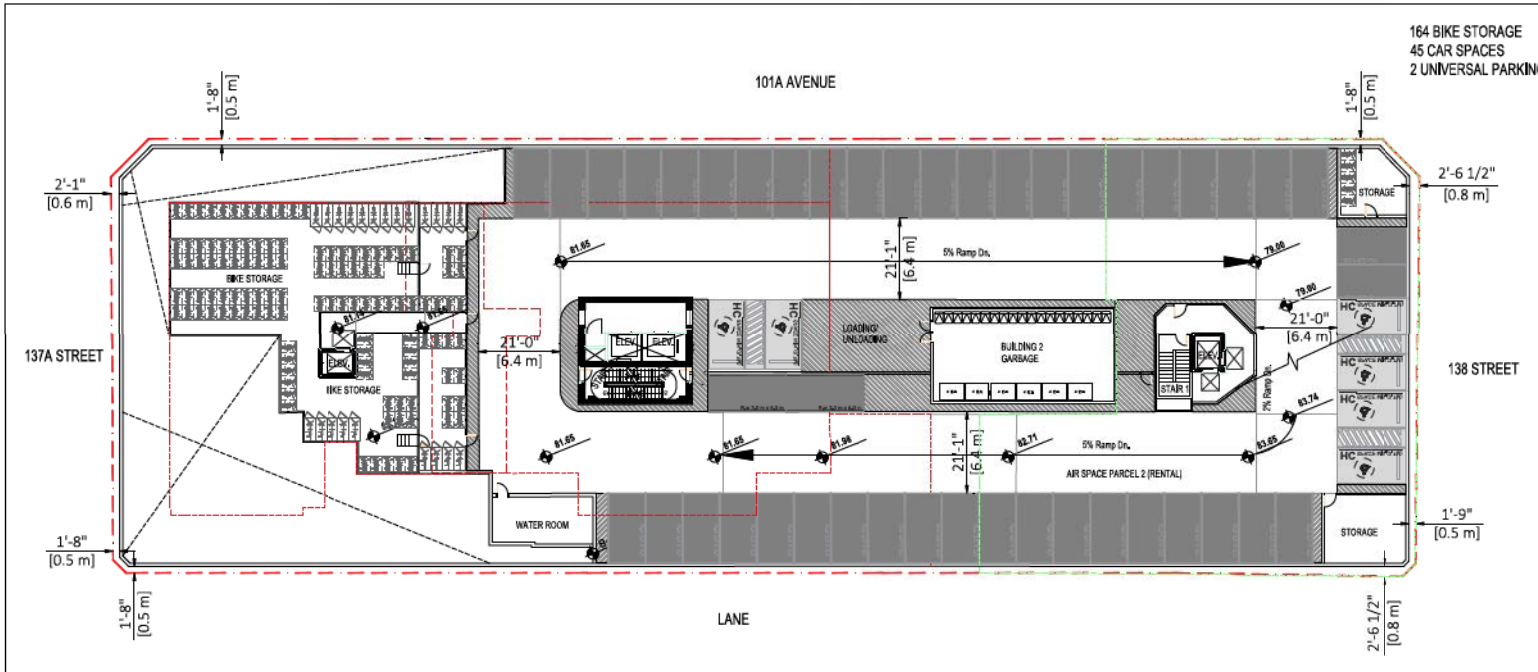 164 BIKE STORAGE
45 CAR SPACES
2 UNIVERSAL PARKIN
101A AVENUE
1'-8"
[0.5 m]
1'-8"
[0.5 m]
2'-1"
[0.6 m]
STORAGE
2'-6 1/2"
[0.8 m]
81.65
5% Ramp Dn.
79.00
21'-1"
[6.4 m]
BIKE STORAGE
79.00
HC
HC
LOADING/
UNLOADING
BUILDING 2
GARBAGE
21'-0"
[6.4 m]
21'-0"
[6.4 m]
HC
137A STREET
ELEV.
ELEV.
ELEV.
ELEV.
138 STREET
HC
BIKE STORAGE
STAIR 1
2% Ramp Dn.
HC
83.74
81.65
81.65
81.98
82.71
5% Ramp Dn.
83.65
21'-1"
[6.4 m]
AIR SPACE PARCEL 2 (RENTAL)
HC
WATER ROOM
STORAGE
1'-8"
[0.5 m]
1'-9"
[0.5 m]
1'-8"
[0.5 m]
LANE
2'-6 1/2"
[0.8 m]